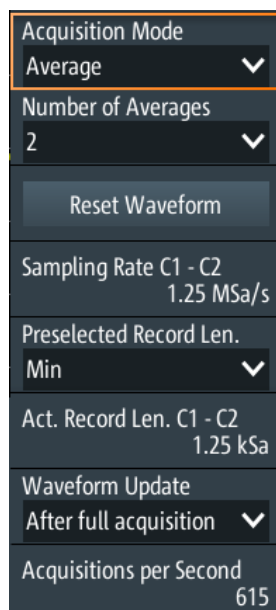 Acquisition Mode
Average
Number of Averages
2
Reset Waveform
Sampling Rate C1 - C2
1.25 MSa/s
Preselected Record Len.
Min
Act. Record Len. C1 - C2
1.25 kSa
Waveform Update
After full acquisition
Acquisitions per Second
615